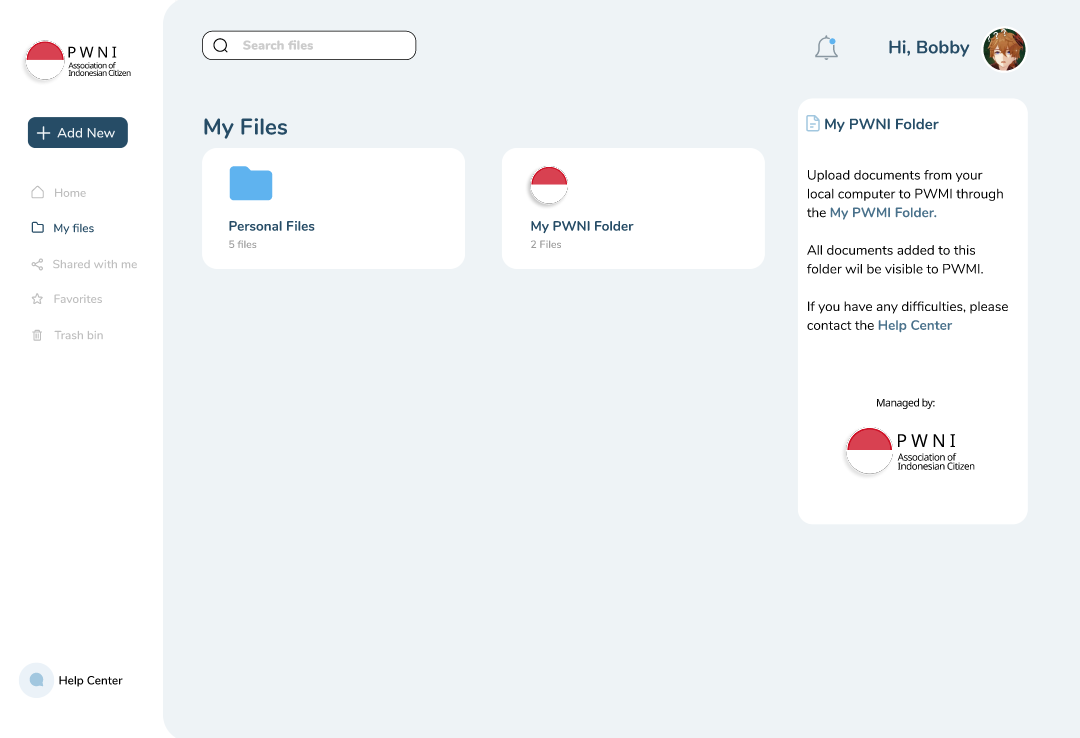 PWNI
Association of
Indonesian Citizen
Add New
Home
My files
Shared with me
Favorites
Trash bin
Help Center
Search files
Hi, Bobby
My Files
Personal Files
5 files
My PWNI Folder
2 Files
My PWNI Folder
Upload documents from your
local computer to PWMI through
the My PWMI Folder.
All documents added to this
folder wil be visible to PWMI.
If you have any difficulties, please
contact the Help Center
Managed by:
PWNI
Association of
Indonesian Citizen